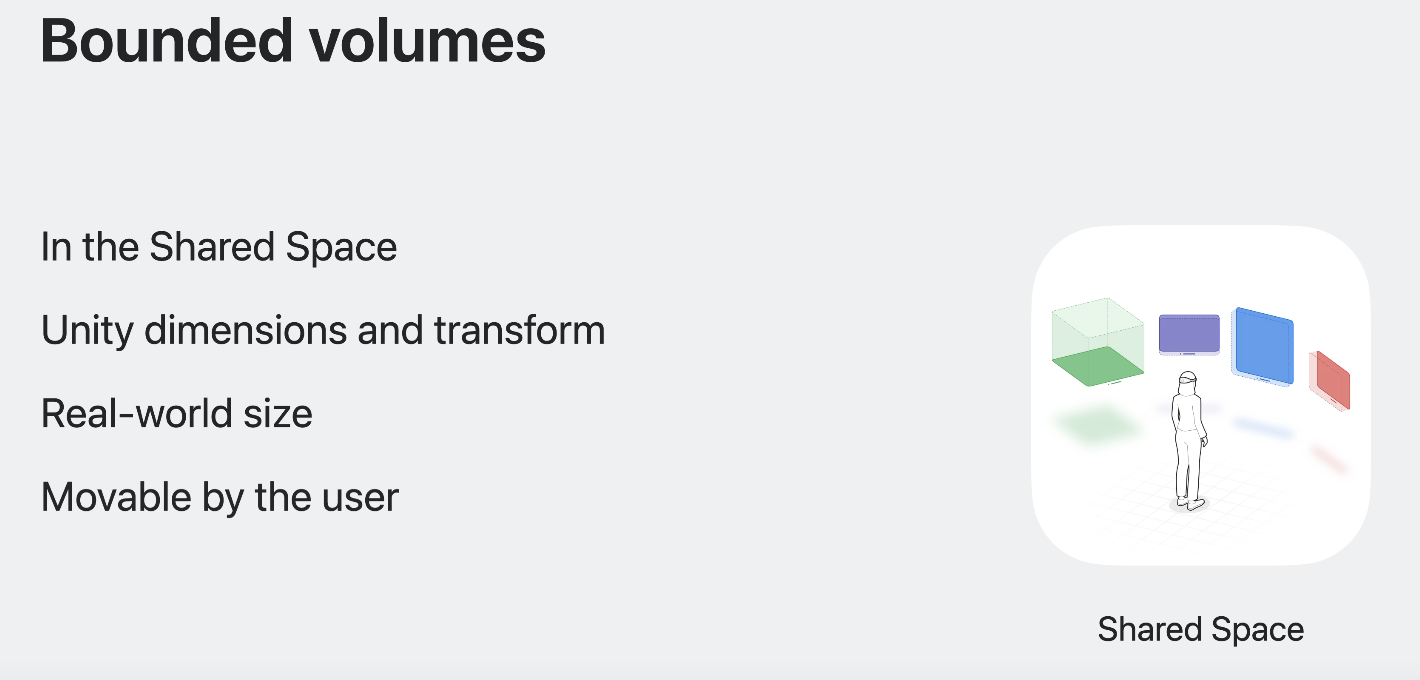 Bounded volumes
In the Shared Space
Unity dimensions and transform
Real-world size
Movable by the user
Shared Space